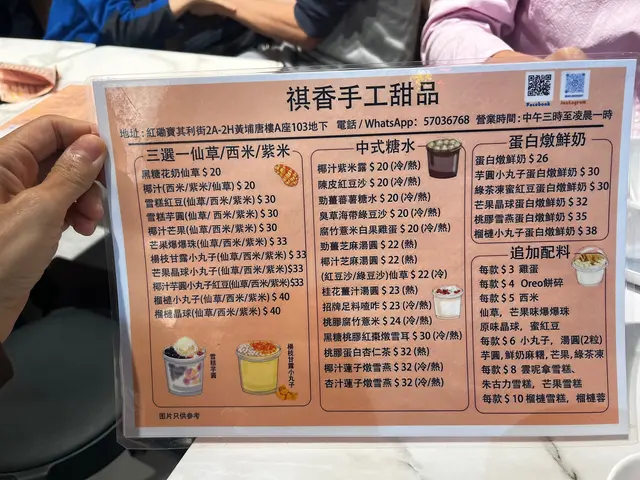 祺香手工甜品
Facebook
Instagram
地址：紅磡寶其利街2A-2H黃埔唐樓A座103地下 電話 / WhatsApp: 57036768 營業時間：中午三時至凌晨一時
三選一仙草/西米/紫米
黑糖花奶仙草 $ 20
椰汁(西米/紫米/仙草) $ 20
雪糕紅豆(仙草/西米/紫米) $ 30
雪糕芋圓(仙草/西米/紫米) $ 30
椰汁芒果(仙草/西米/紫米) $ 30
芒果爆爆珠(仙草/西米/紫米) $ 33
楊枝甘露小丸子(仙草/西米/紫米) $ 33
芒果晶球小丸子(仙草/西米/紫米)$33
椰汁芋圓小丸子紅豆(仙草/西米/紫米)$33
榴槤小丸子(仙草/西米/紫米) $ 40
榴槤晶球(仙草/西米/紫米) $ 40
雪糕芋圓
楊枝甘露小丸子
圖片只供參考
中式糖水
椰汁紫米露 $ 20 (冷/熱)
陳皮紅豆沙 $ 20 (冷/熱)
勁薑蕃薯糖水 $ 20 (冷/熱)
臭草海帶綠豆沙 $ 20 (冷/熱)
腐竹薏米白果雞蛋 $ 20 (冷/熱)
勁薑芝麻湯圓 $ 22 (熱)
椰汁芝麻湯圓 $ 22 (熱)
(紅豆沙/綠豆沙)仙草 $ 22 (冷)
桂花薑汁湯圓 $ 23 (熱)
招牌足料喳咋 $ 23 (冷/熱)
桃膠腐竹薏米 $ 24 (冷/熱)
黑糖桃膠紅棗燉雪耳 $ 30 (冷/熱)
桃膠蛋白杏仁茶 $ 32 (熱)
椰汁蓮子燉雪燕 $ 32 (冷/熱)
杏汁蓮子燉雪燕 $ 32 (冷/熱)
蛋白燉鮮奶
蛋白燉鮮奶 $ 26
芋圓小丸子蛋白燉鮮奶 $ 30
綠茶凍蜜紅豆蛋白燉鮮奶 $ 30
芒果晶球蛋白燉鮮奶 $ 32
桃膠雪燕蛋白燉鮮奶 $ 35
榴槤小丸子蛋白燉鮮奶 $ 38
追加配料
每款 $ 3 雞蛋
每款 $ 4 Oreo餅碎
每款 $ 5 西米
仙草, 芒果味爆爆珠
原味晶球, 蜜紅豆
每款 $ 6 小丸子, 湯圓(2粒)
芋圓,鮮奶麻糬,芒果,綠茶凍
每款 $ 8 雲呢拿雪糕、
朱古力雪糕, 芒果雪糕
每款 $ 10 榴槤雪糕, 榴槤蓉